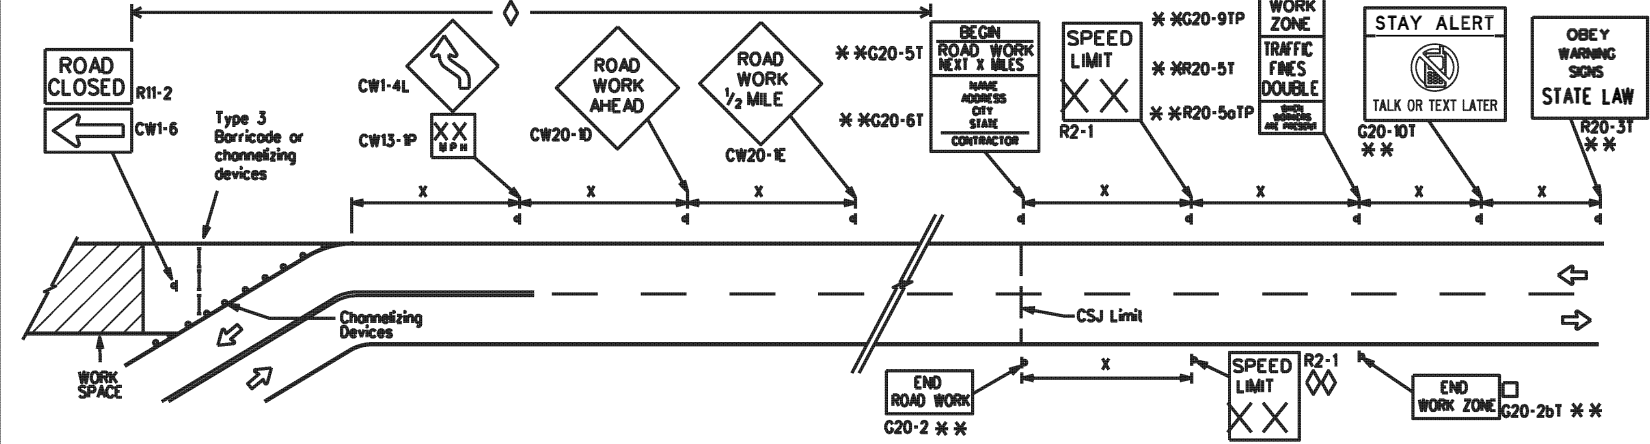 ROAD
CLOSED
R11-2
CW1-6
Type 3
Barricade or
channelizing
devices
CW1-4L
XX
MPH
CW13-1P
ROAD
WORK
AHEAD
CW20-1D
ROAD
WORK
1/2 MILE
CW20-1E
* *G20-5T
* *G20-6T
BEGIN
ROAD WORK
NEXT X MILES
NAME
ADDRESS
CITY
STATE
CONTRACTOR
SPEED
LIMIT
X X
R2-1
* *G20-9TP
* *R20-5T
* *R20-5aTP
WORK
ZONE
TRAFFIC
FINES
DOUBLE
WHEN
WORKERS
ARE PRESENT
STAY ALERT
TALK OR TEXT LATER
G20-10T
* *
OBEY
WARNING
SIGNS
STATE LAW
R20-3T
* *
X
X
X
X
X
X
X
Channelizing
Devices
WORK
SPACE
CSJ Limit
X
END
ROAD WORK
G20-2 * *
SPEED
LIMIT
X X
R2-1
END
WORK ZONE
G20-2bT * *